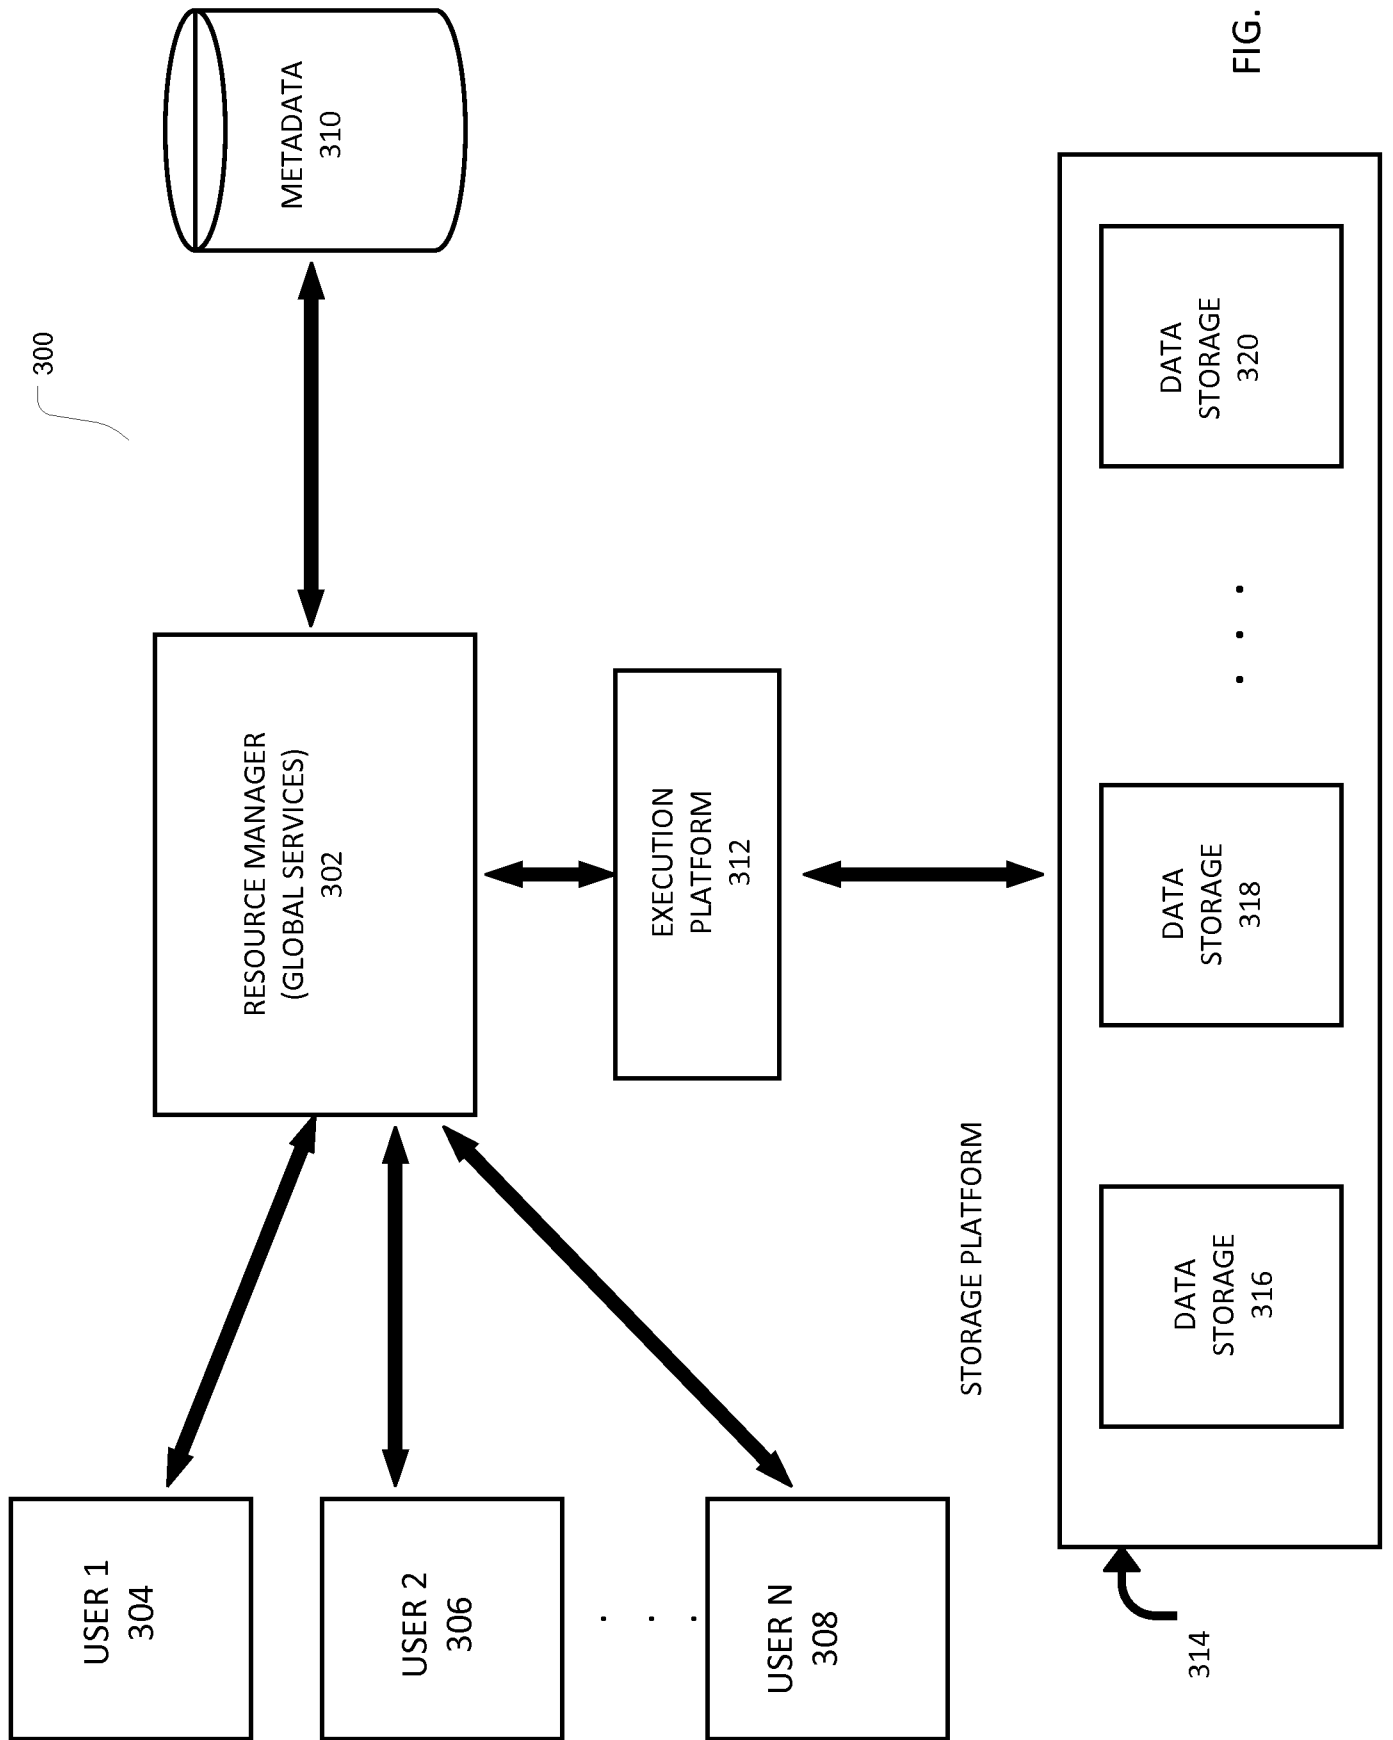 300
USER 1
304
USER 2
306
. . .
USER N
308
RESOURCE MANAGER
(GLOBAL SERVICES)
302
METADATA
310
EXECUTION
PLATFORM
312
STORAGE PLATFORM
314
DATA
STORAGE
316
DATA
STORAGE
318
. . .
DATA
STORAGE
320
FIG.